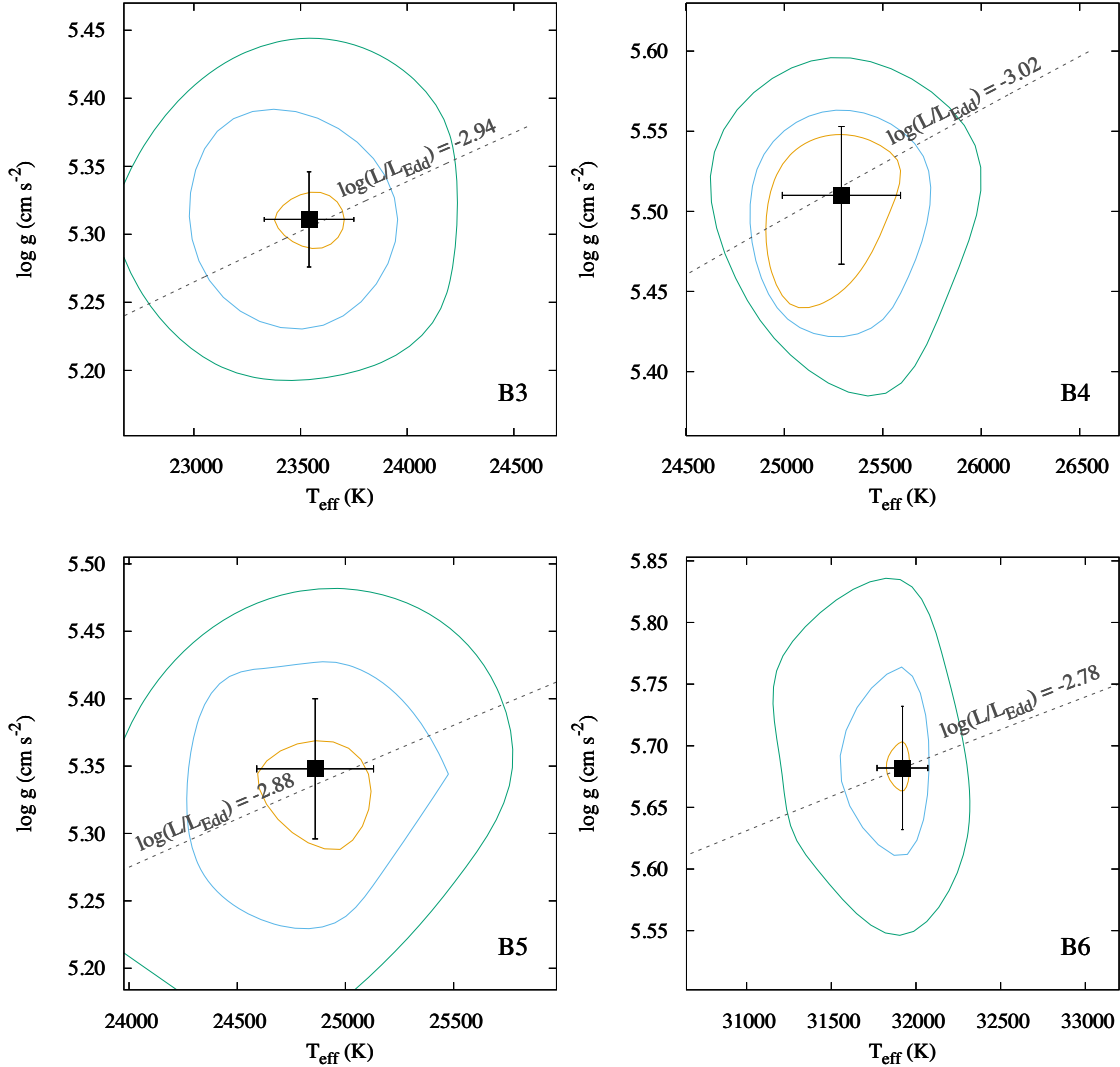 5.45
5.40
5.35
5.30
5.25
5.20
log g (cm s-2)
log(L/LEdd) = -2.94
B3
23000 23500 24000 24500
Teff (K)
5.60
5.55
5.50
5.45
5.40
log g (cm s-2)
log(L/LEdd) = -3.02
B4
24500 25000 25500 26000 26500
Teff (K)
5.50
5.45
5.40
5.35
5.30
5.25
5.20
log g (cm s-2)
log(L/LEdd) = -2.88
B5
24000 24500 25000 25500
Teff (K)
5.85
5.80
5.75
5.70
5.65
5.60
5.55
log g (cm s-2)
log(L/LEdd) = -2.78
B6
31000 31500 32000 32500 33000
Teff (K)